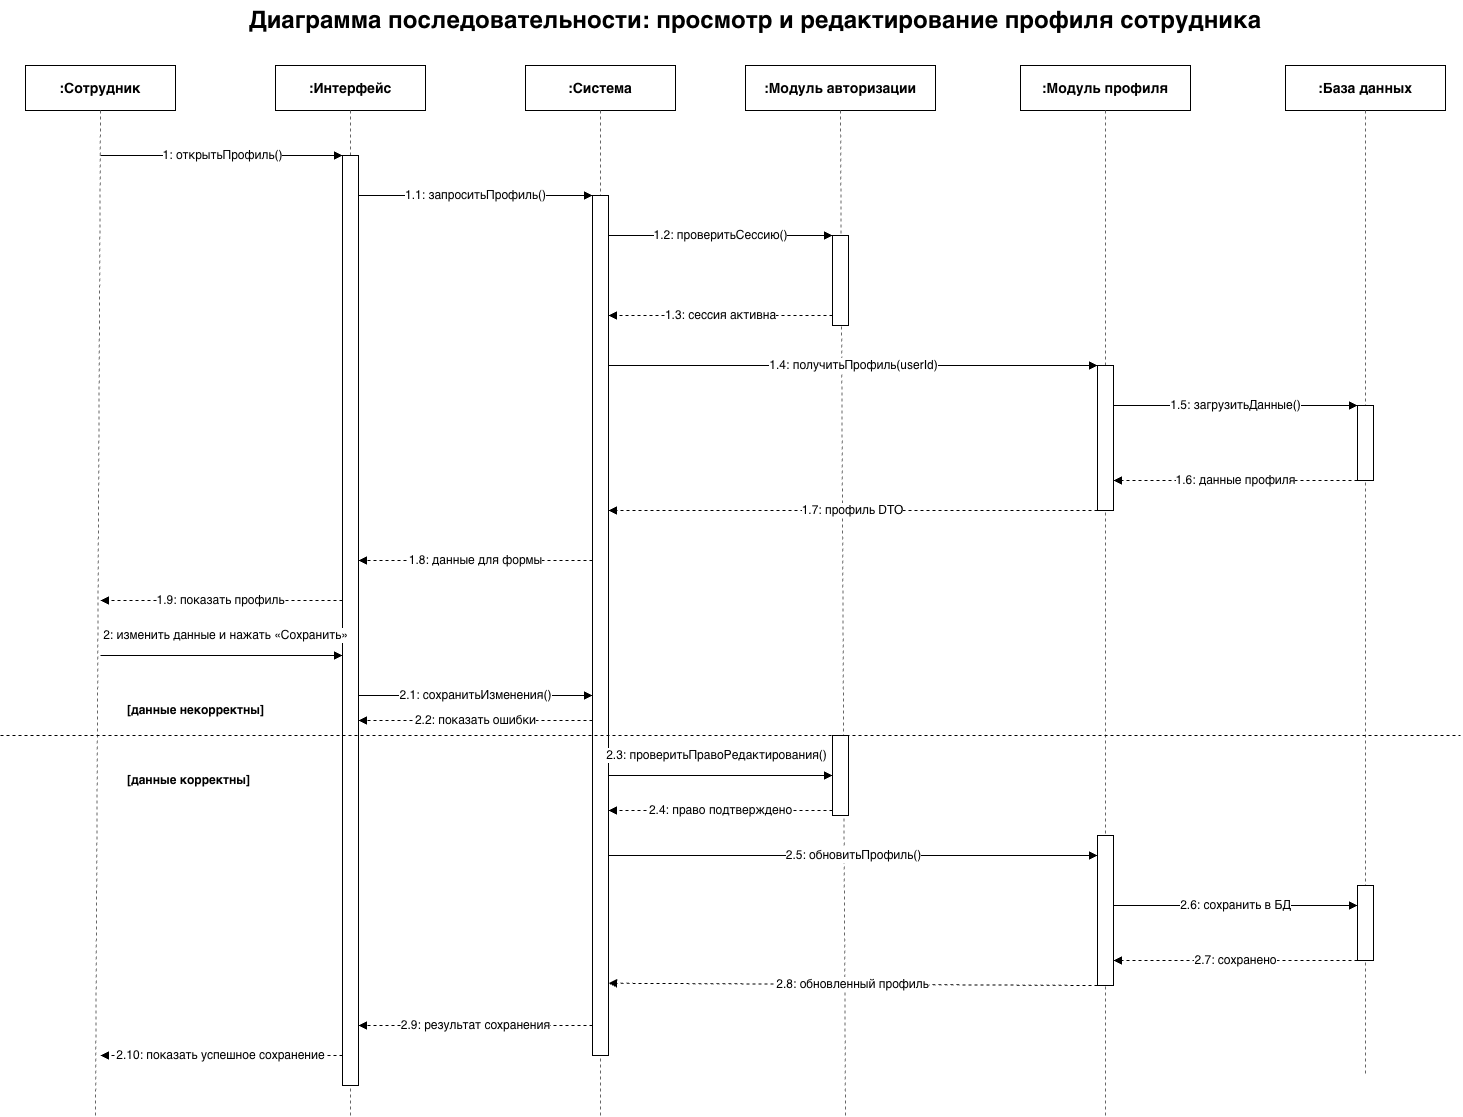 Диаграмма последовательности: просмотр и редактирование профиля сотрудника
:Сотрудник
:Интерфейс
:Система
:Модуль авторизации
:Модуль профиля
:База данных
1: открытьПрофиль()
1.1: запроситьПрофиль()
1.2: проверитьСессию()
1.3: сессия активна
1.4: получитьПрофиль(userId)
1.5: загрузитьДанные()
1.6: данные профиля
1.7: профиль DTO
1.8: данные для формы
1.9: показать профиль
2: изменить данные и нажать «Сохранить»
2.1: сохранитьИзменения()
[данные некорректны]
2.2: показать ошибки
2.3: проверитьПравоРедактирования()
[данные корректны]
2.4: право подтверждено
2.5: обновитьПрофиль()
2.6: сохранить в БД
2.7: сохранено
2.8: обновленный профиль
2.9: результат сохранения
2.10: показать успешное сохранение